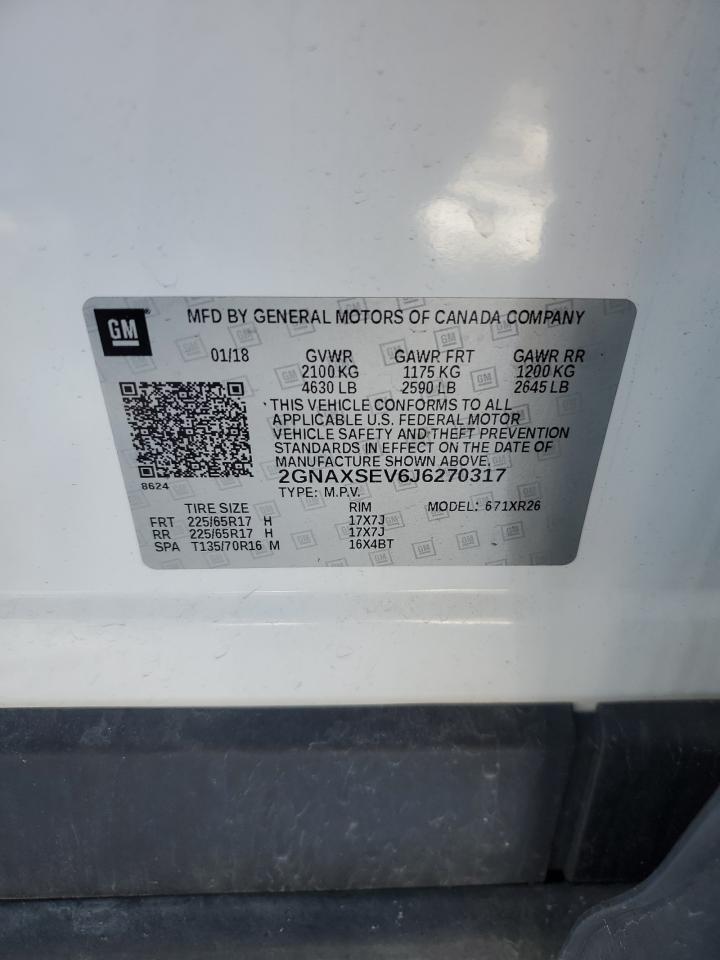 GM
MFD BY GENERAL MOTORS OF CANADA COMPANY
01/18 GVWR GAWR FRT GAWR RR
2100 KG 1175 KG 1200 KG
4630 LB 2590 LB 2645 LB
THIS VEHICLE CONFORMS TO ALL
APPLICABLE U.S. FEDERAL MOTOR
VEHICLE SAFETY AND THEFT PREVENTION
STANDARDS IN EFFECT ON THE DATE OF
MANUFACTURE SHOWN ABOVE.
8624
2GNAXSEV6J6270317
TYPE: M.P.V.
TIRE SIZE RIM MODEL: 671XR26
FRT 225/65R17 H 17X7J
RR 225/65R17 H 17X7J
SPA T135/70R16 M 16X4BT